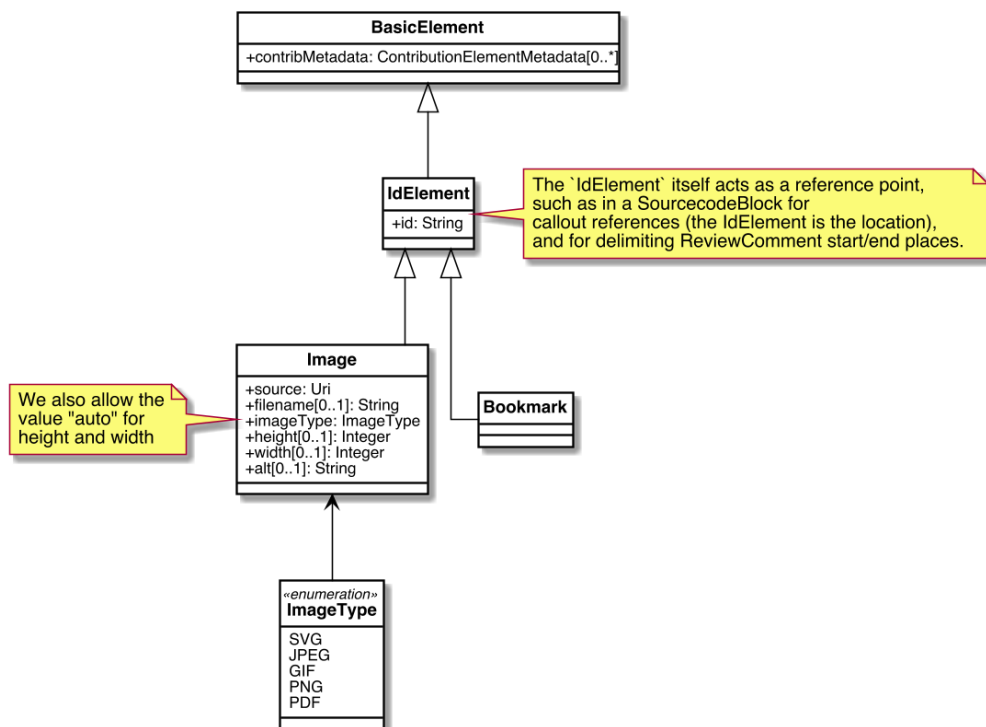 BasicElement
+contribMetadata: ContributionElementMetadata[0..*]
IdElement
+id: String
The `IdElement` itself acts as a reference point,
such as in a SourcecodeBlock for
callout references (the IdElement is the location),
and for delimiting ReviewComment start/end places.
Image
+source: Uri
+filename[0..1]: String
+imageType: ImageType
+height[0..1]: Integer
+width[0..1]: Integer
+alt[0..1]: String
We also allow the
value "auto" for
height and width
Bookmark
«enumeration»
ImageType
SVG
JPEG
GIF
PNG
PDF